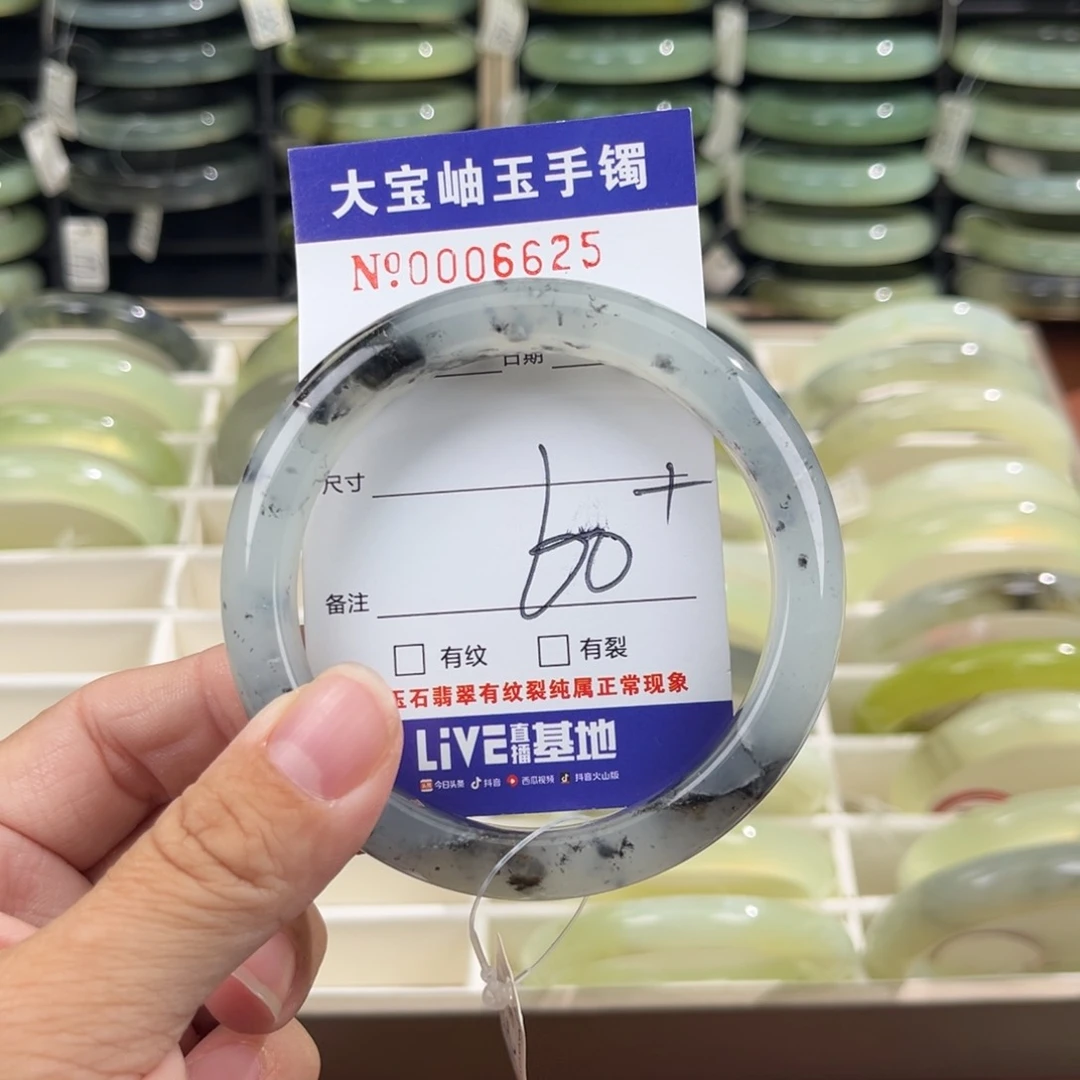 大宝岫玉手镯
Nº.0006625
日期
尺寸
60+
备注
□ 有纹 □ 有裂
玉石翡翠有纹裂纯属正常现象
LiVE直播基地
今日头条 抖音 西瓜视频 抖音火山版